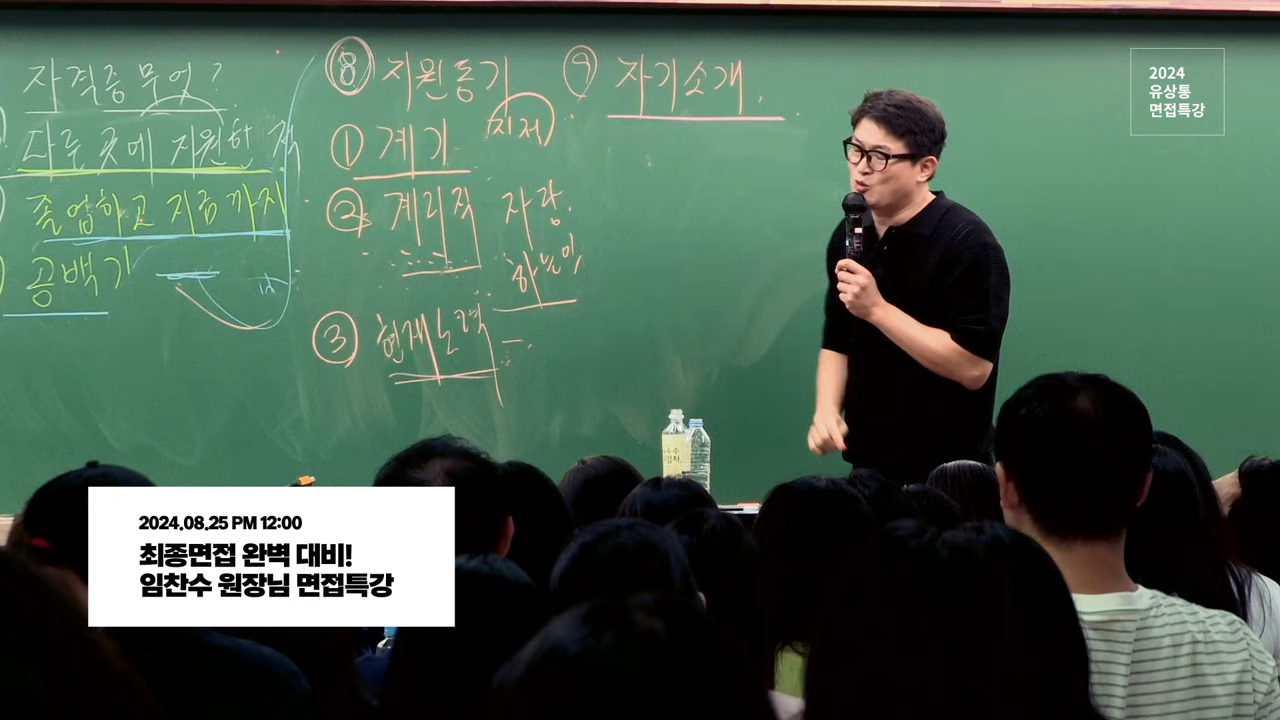 자격증 무엇?
다른 곳에 지원한 적
졸업하고 지금까지
공백기
⑧ 지원동기
① 계기
② 계리직 자랑.
③ 현재노력
⑨ 자기소개.
2024
유상통
면접특강
2024.08.25 PM 12:00
최종면접 완벽 대비!
임찬수 원장님 면접특강